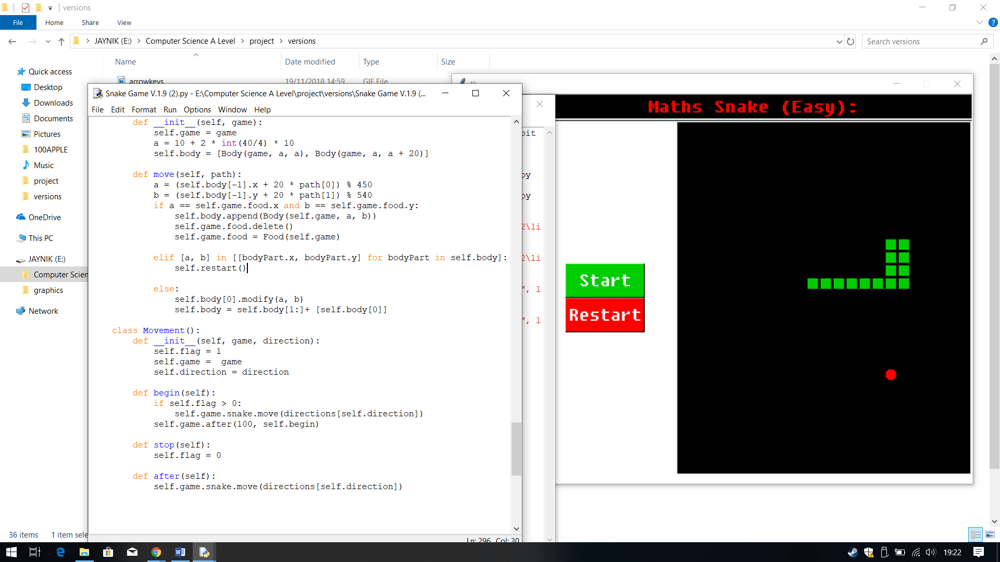 versions
File Home Share View
JAYNIK (E:) Computer Science A Level project versions
Search versions
Name Date modified Type Size
Quick access
Desktop
Downloads
Documents
Pictures
100APPLE
Music
project
versions
OneDrive
This PC
JAYNIK (E:)
Computer Scien
graphics
Network
36 items 1 item sele
arrowkeys 19/11/2018 14:59 GIF File
Snake Game V.1.9 (2).py - E:\Computer Science A Level\project\versions\Snake Game V.1.9 (...
File Edit Format Run Options Window Help
def __init__(self, game):
self.game = game
a = 10 + 2 * int(40/4) * 10
self.body = [Body(game, a, a), Body(game, a, a + 20)]
def move(self, path):
a = (self.body[-1].x + 20 * path[0]) % 450
b = (self.body[-1].y + 20 * path[1]) % 540
if a == self.game.food.x and b == self.game.food.y:
self.body.append(Body(self.game, a, b))
self.game.food.delete()
self.game.food = Food(self.game)
elif [a, b] in [[bodyPart.x, bodyPart.y] for bodyPart in self.body]:
self.restart()
else:
self.body[0].modify(a, b)
self.body = self.body[1:]+ [self.body[0]]
class Movement():
def __init__(self, game, direction):
self.flag = 1
self.game =  game
self.direction = direction
def begin(self):
if self.flag > 0:
self.game.snake.move(directions[self.direction])
self.game.after(100, self.begin)
def stop(self):
self.flag = 0
def after(self):
self.game.snake.move(directions[self.direction])
Ln: 296 Col: 30
py
py
2\li
2\li
", l
", l
tk
Maths Snake (Easy):
Start
Restart
19:22